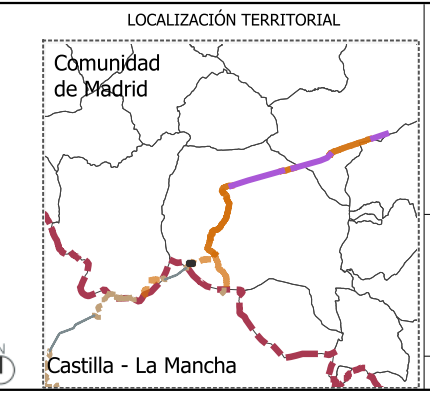 LOCALIZACIÓN TERRITORIAL
Comunidad
de Madrid
Castilla - La Mancha
N